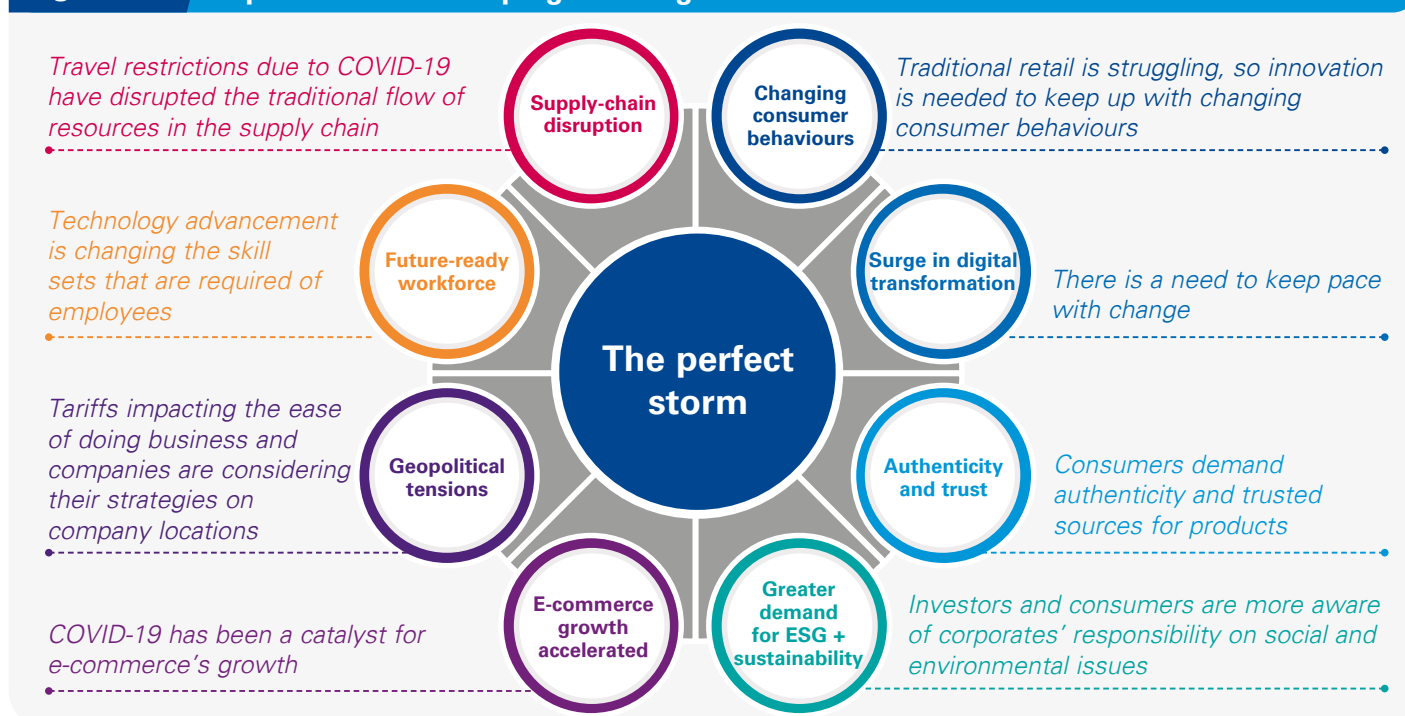 Travel restrictions due to COVID-19
have disrupted the traditional flow of
resources in the supply chain
Supply-chain
disruption
Changing
consumer
behaviours
Traditional retail is struggling, so innovation
is needed to keep up with changing
consumer behaviours
Technology advancement
is changing the skill
sets that are required of
employees
Future-ready
workforce
Surge in digital
transformation
There is a need to keep pace
with change
The perfect
storm
Tariffs impacting the ease
of doing business and
companies are considering
their strategies on
company locations
Geopolitical
tensions
Authenticity
and trust
Consumers demand
authenticity and trusted
sources for products
COVID-19 has been a catalyst for
e-commerce's growth
E-commerce
growth
accelerated
Greater
demand
for ESG +
sustainability
Investors and consumers are more aware
of corporates' responsibility on social and
environmental issues